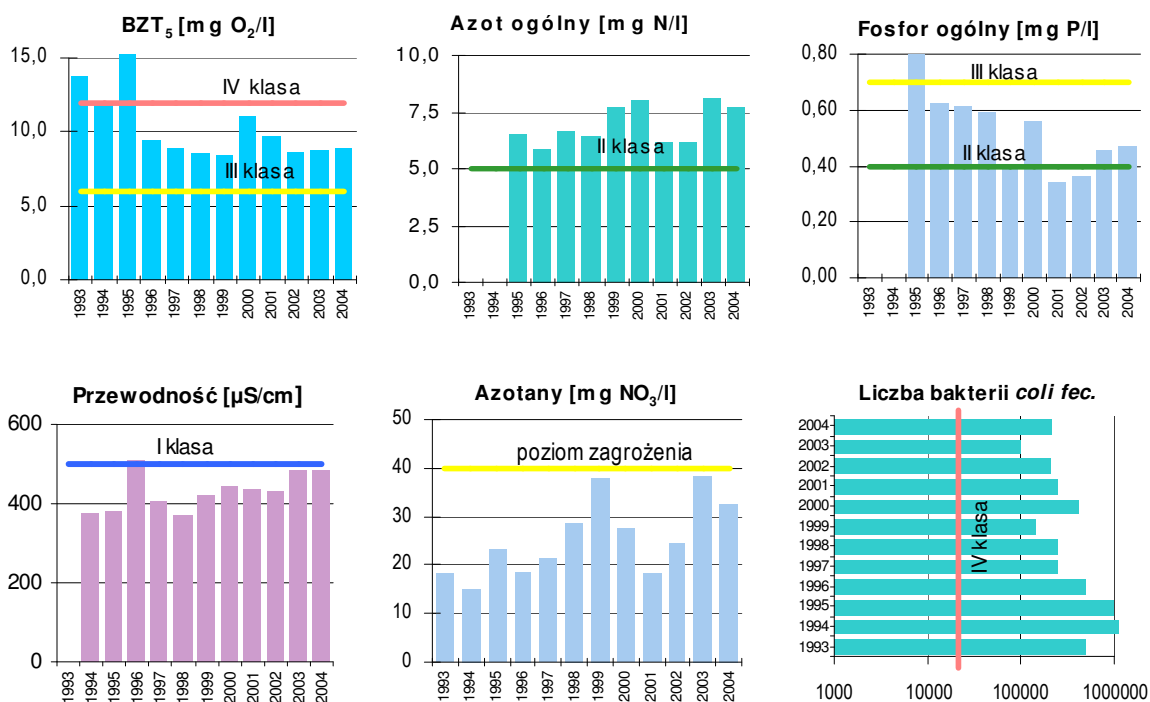 BZT5 [mg O2/l]
15,0
10,0
5,0
0,0
IV klasa
III klasa
1993 1994 1995 1996 1997 1998 1999 2000 2001 2002 2003 2004
Azot ogólny [mg N/l]
10,0
7,5
5,0
2,5
0,0
II klasa
1993 1994 1995 1996 1997 1998 1999 2000 2001 2002 2003 2004
Fosfor ogólny [mg P/l]
0,80
0,60
0,40
0,20
0,00
III klasa
II klasa
1993 1994 1995 1996 1997 1998 1999 2000 2001 2002 2003 2004
Przewodność [µS/cm]
600
400
200
0
I klasa
1993 1994 1995 1996 1997 1998 1999 2000 2001 2002 2003 2004
Azotany [mg NO3/l]
50
40
30
20
10
0
poziom zagrożenia
1993 1994 1995 1996 1997 1998 1999 2000 2001 2002 2003 2004
Liczba bakterii coli fec.
2004
2003
2002
2001
2000
1999
1998
1997
1996
1995
1994
1993
IV klasa
1000 10000 100000 1000000